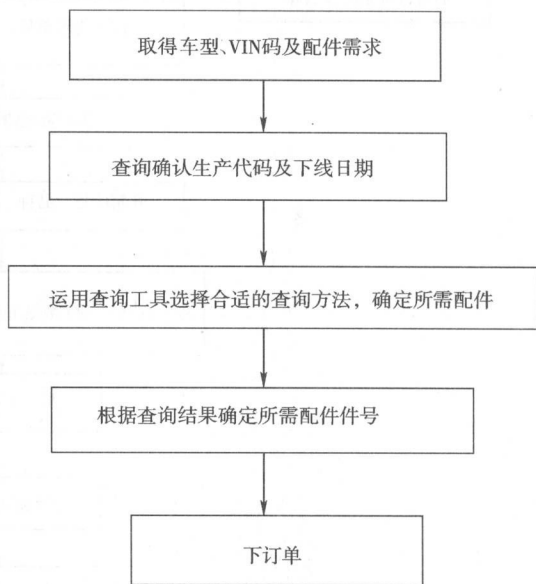 取得车型、VIN码及配件需求
查询确认生产代码及下线日期
运用查询工具选择合适的查询方法，确定所需配件
根据查询结果确定所需配件件号
下订单